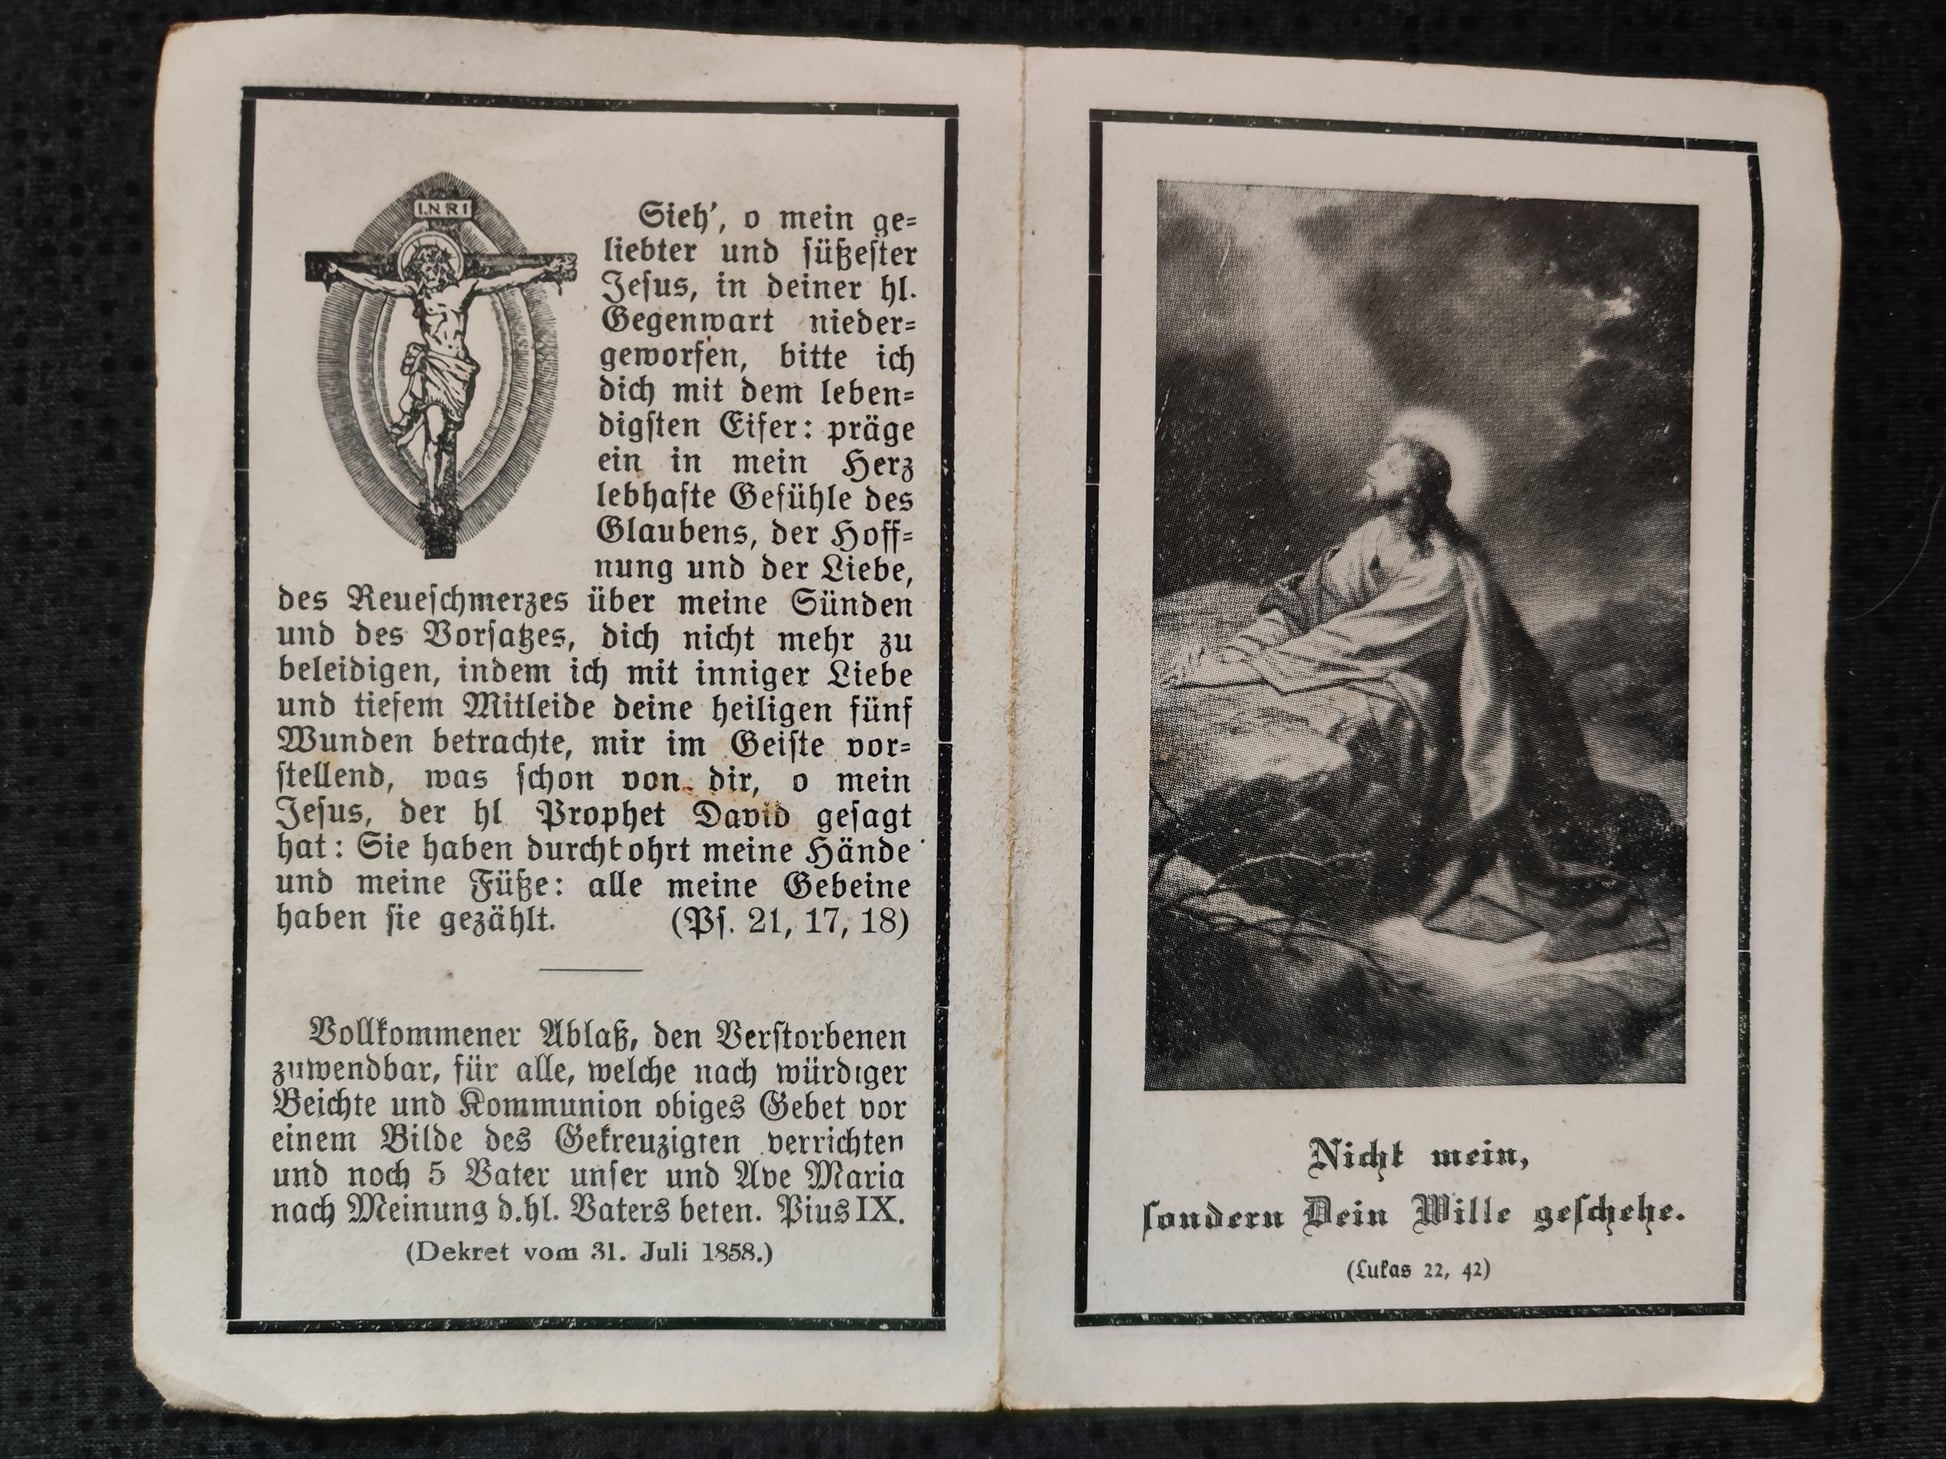 I.N R I
Sieh', o mein ge=
liebter und süßester
Jesus, in deiner hl.
Gegenwart nieder=
geworfen, bitte ich
dich mit dem leben=
digsten Eifer: präge
ein in mein Herz
lebhafte Gefühle des
Glaubens, der Hoff=
nung und der Liebe,
des Reueschmerzes über meine Sünden
und des Vorsatzes, dich nicht mehr zu
beleidigen, indem ich mit inniger Liebe
und tiefem Mitleide deine heiligen fünf
Wunden betrachte, mir im Geiste vor=
stellend, was schon von dir, o mein
Jesus, der hl Prophet David gesagt
hat: Sie haben durchbohrt meine Hände
und meine Füße: alle meine Gebeine
haben sie gezählt. (Ps. 21, 17, 18)
Vollkommener Ablaß, den Verstorbenen
zuwendbar, für alle, welche nach würdiger
Beichte und Kommunion obiges Gebet vor
einem Bilde des Gekreuzigten verrichten
und noch 5 Vater unser und Ave Maria
nach Meinung d.hl. Vaters beten. Pius IX.
(Dekret vom 31. Juli 1858.)
Nicht mein,
sondern Dein Wille geschehe.
(Lukas 22, 42)